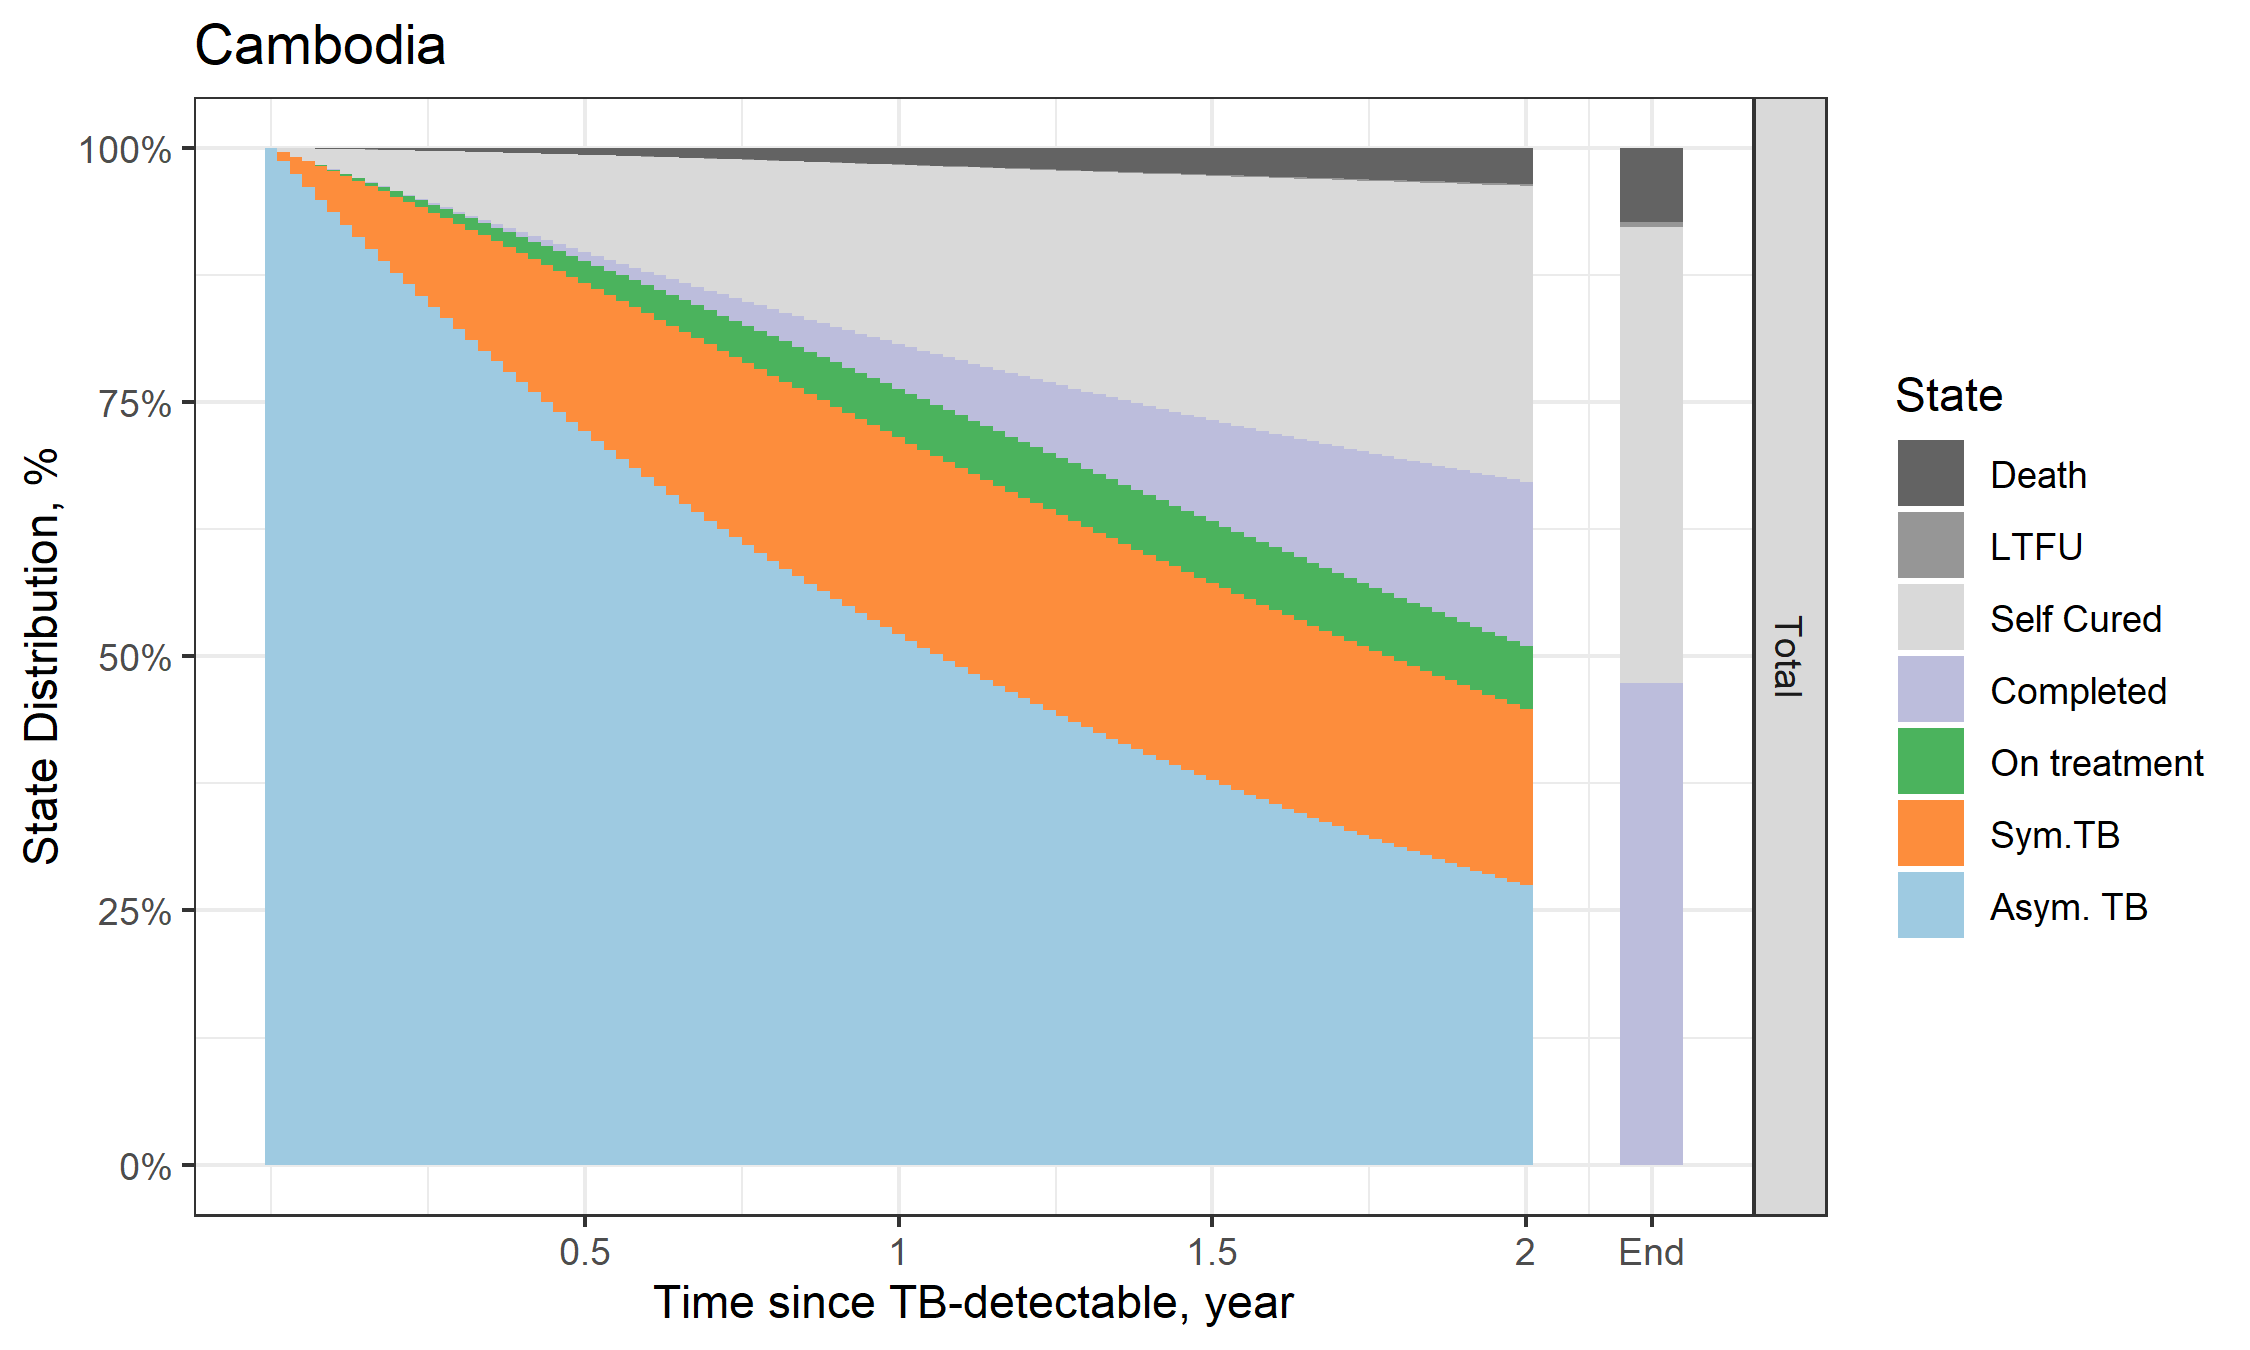 Cambodia
State Distribution, %
100%
75%
50%
25%
0%
0.5
1
1.5
2
End
Time since TB-detectable, year
Total
State
Death
LTFU
Self Cured
Completed
On treatment
Sym.TB
Asym. TB